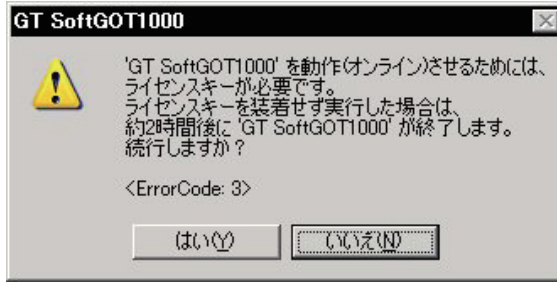 GT SoftGOT1000
'GT SoftGOT1000' を動作(オンライン)させるためには、
ライセンスキーが必要です。
ライセンスキーを装着せず実行した場合は、
約2時間後に 'GT SoftGOT1000' が終了します。
続行しますか？
<ErrorCode: 3>
はい(Y)
いいえ(N)